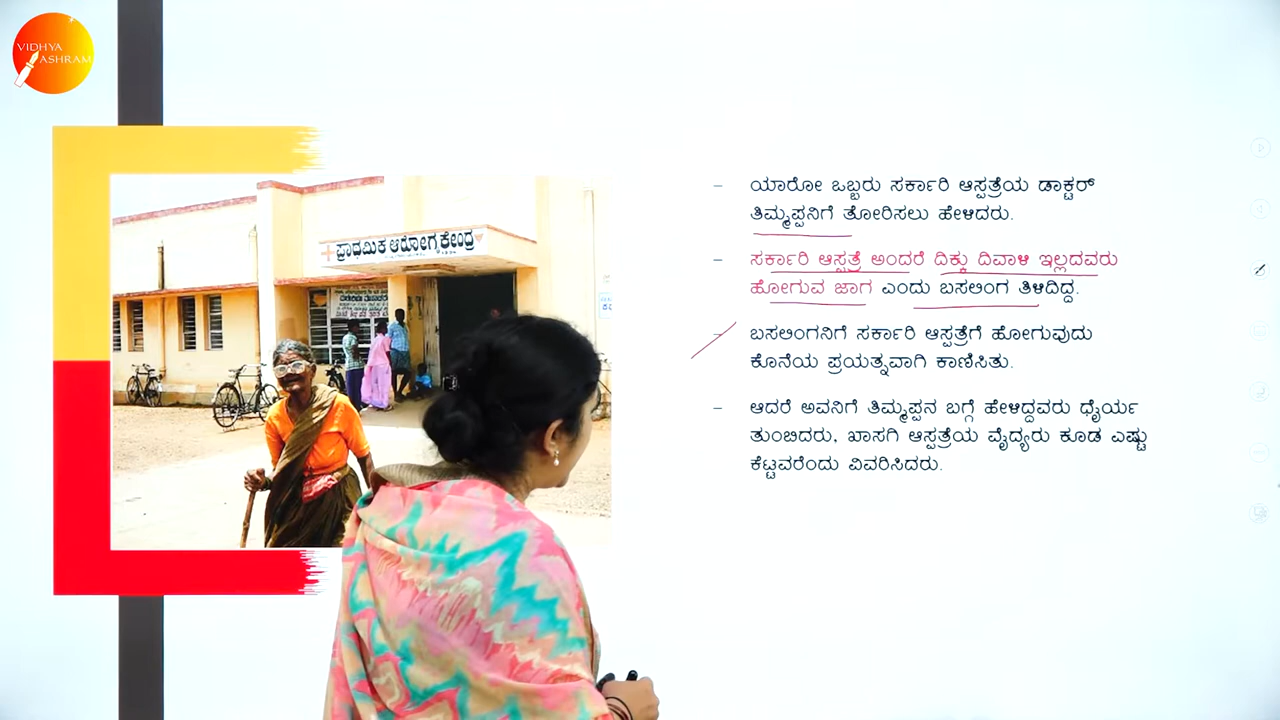 VIDHYA
ASHRAM
ಪ್ರಾಥಮಿಕ ಆರೋಗ್ಯ ಕೇಂದ್ರ
– ಯಾರೋ ಒಬ್ಬರು ಸರ್ಕಾರಿ ಆಸ್ಪತ್ರೆಯ ಡಾಕ್ಟರ್
ತಿಮ್ಮಪ್ಪನಿಗೆ ತೋರಿಸಲು ಹೇಳಿದರು.
– ಸರ್ಕಾರಿ ಆಸ್ಪತ್ರೆ ಅಂದರೆ ದಿಕ್ಕು ದಿವಾಳಿ ಇಲ್ಲದವರು
ಹೋಗುವ ಜಾಗ ಎಂದು ಬಸಲಿಂಗ ತಿಳಿದಿದ್ದ.
– ಬಸಲಿಂಗನಿಗೆ ಸರ್ಕಾರಿ ಆಸ್ಪತ್ರೆಗೆ ಹೋಗುವುದು
ಕೊನೆಯ ಪ್ರಯತ್ನವಾಗಿ ಕಾಣಿಸಿತು.
– ಆದರೆ ಅವನಿಗೆ ತಿಮ್ಮಪ್ಪನ ಬಗ್ಗೆ ಹೇಳಿದ್ದವರು ಧೈರ್ಯ
ತುಂಬಿದರು, ಖಾಸಗಿ ಆಸ್ಪತ್ರೆಯ ವೈದ್ಯರು ಕೂಡ ಎಷ್ಟು
ಕೆಟ್ಟವರೆಂದು ವಿವರಿಸಿದರು.